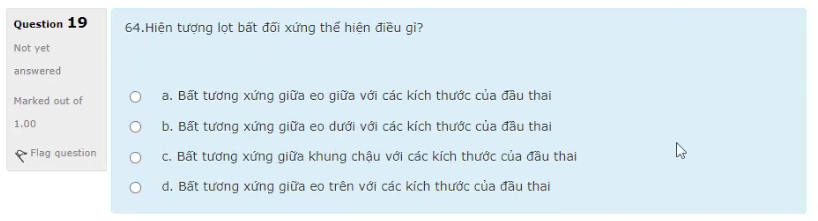 Question 19
Not yet
answered
Marked out of
1.00
Flag question
64.Hiện tượng lọt bất đối xứng thể hiện điều gì?
a. Bất tương xứng giữa eo giữa với các kích thước của đầu thai
b. Bất tương xứng giữa eo dưới với các kích thước của đầu thai
c. Bất tương xứng giữa khung chậu với các kích thước của đầu thai
d. Bất tương xứng giữa eo trên với các kích thước của đầu thai